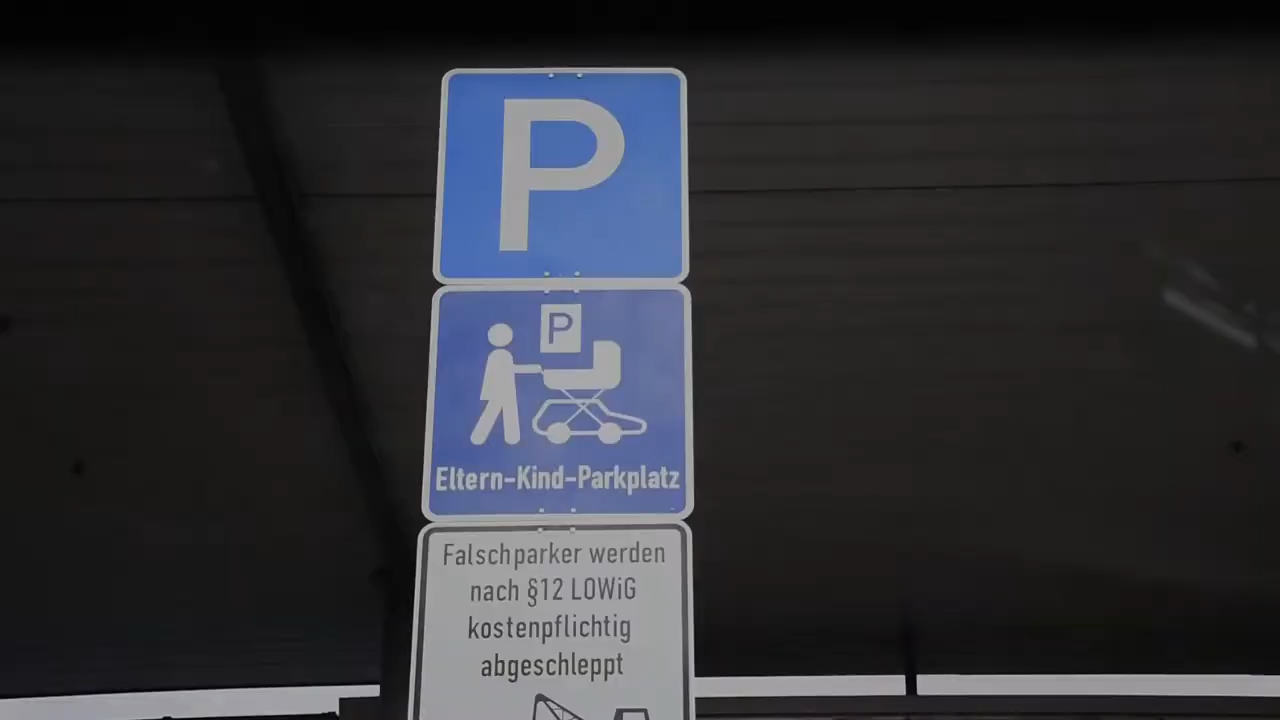 P
P
Eltern-Kind-Parkplatz
Falschparker werden
nach §12 LOWiG
kostenpflichtig
abgeschleppt